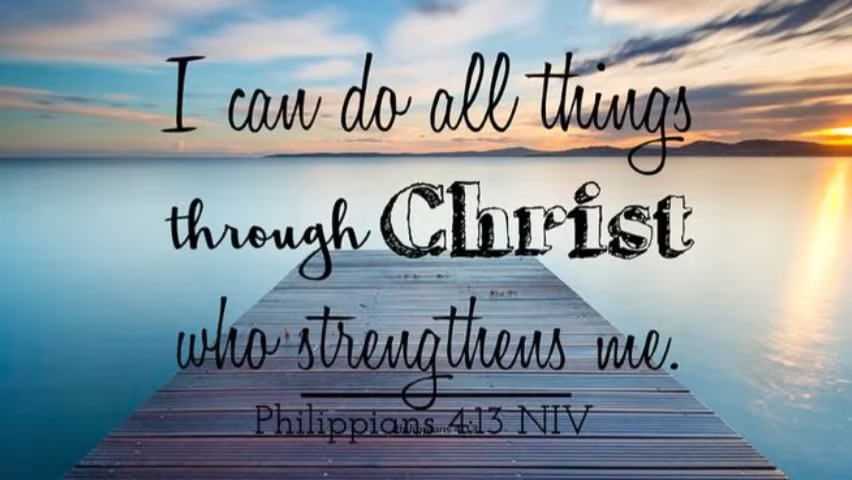 I can do all things
through Christ
who strengthens me.
Philippians 4:13 NIV